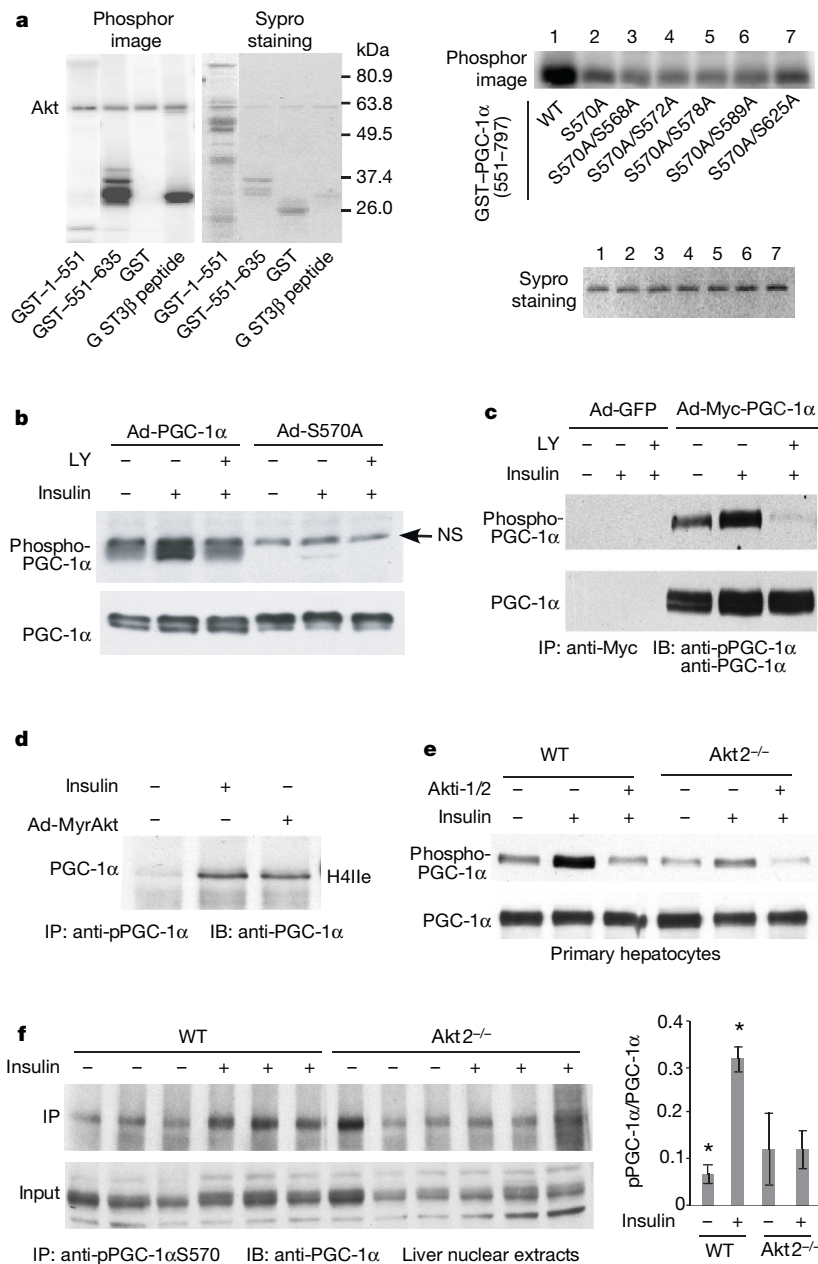 a
Phosphor
image
Sypro
staining
kDa
80.9
63.8
49.5
37.4
26.0
Akt
GST–1–551
GST–551–635
GST
G ST3β peptide
GST–1–551
GST–551–635
GST
G ST3β peptide
1 2 3 4 5 6 7
Phosphor
image
GST–PGC-1α
(551–797)
WT
S570A
S570A/S568A
S570A/S572A
S570A/S578A
S570A/S589A
S570A/S625A
1 2 3 4 5 6 7
Sypro
staining
b
Ad-PGC-1α Ad-S570A
LY – – + – – +
Insulin – + + – + +
Phospho-
PGC-1α
NS
PGC-1α
c
Ad-GFP Ad-Myc-PGC-1α
LY – – + – – +
Insulin – + + – + +
Phospho-
PGC-1α
PGC-1α
IP: anti-Myc IB: anti-pPGC-1α
anti-PGC-1α
d
Insulin – + –
Ad-MyrAkt – – +
PGC-1α
H4IIe
IP: anti-pPGC-1α IB: anti-PGC-1α
e
WT Akt2–/–
Akti-1/2 – – + – – +
Insulin – + + – + +
Phospho-
PGC-1α
PGC-1α
Primary hepatocytes
f
WT Akt2–/–
Insulin – – – + + + – – – + + +
IP
Input
IP: anti-pPGC-1αS570 IB: anti-PGC-1α Liver nuclear extracts
pPGC-1α/PGC-1α
0.4
0.3
0.2
0.1
0
*
*
Insulin – + – +
WT Akt2–/–